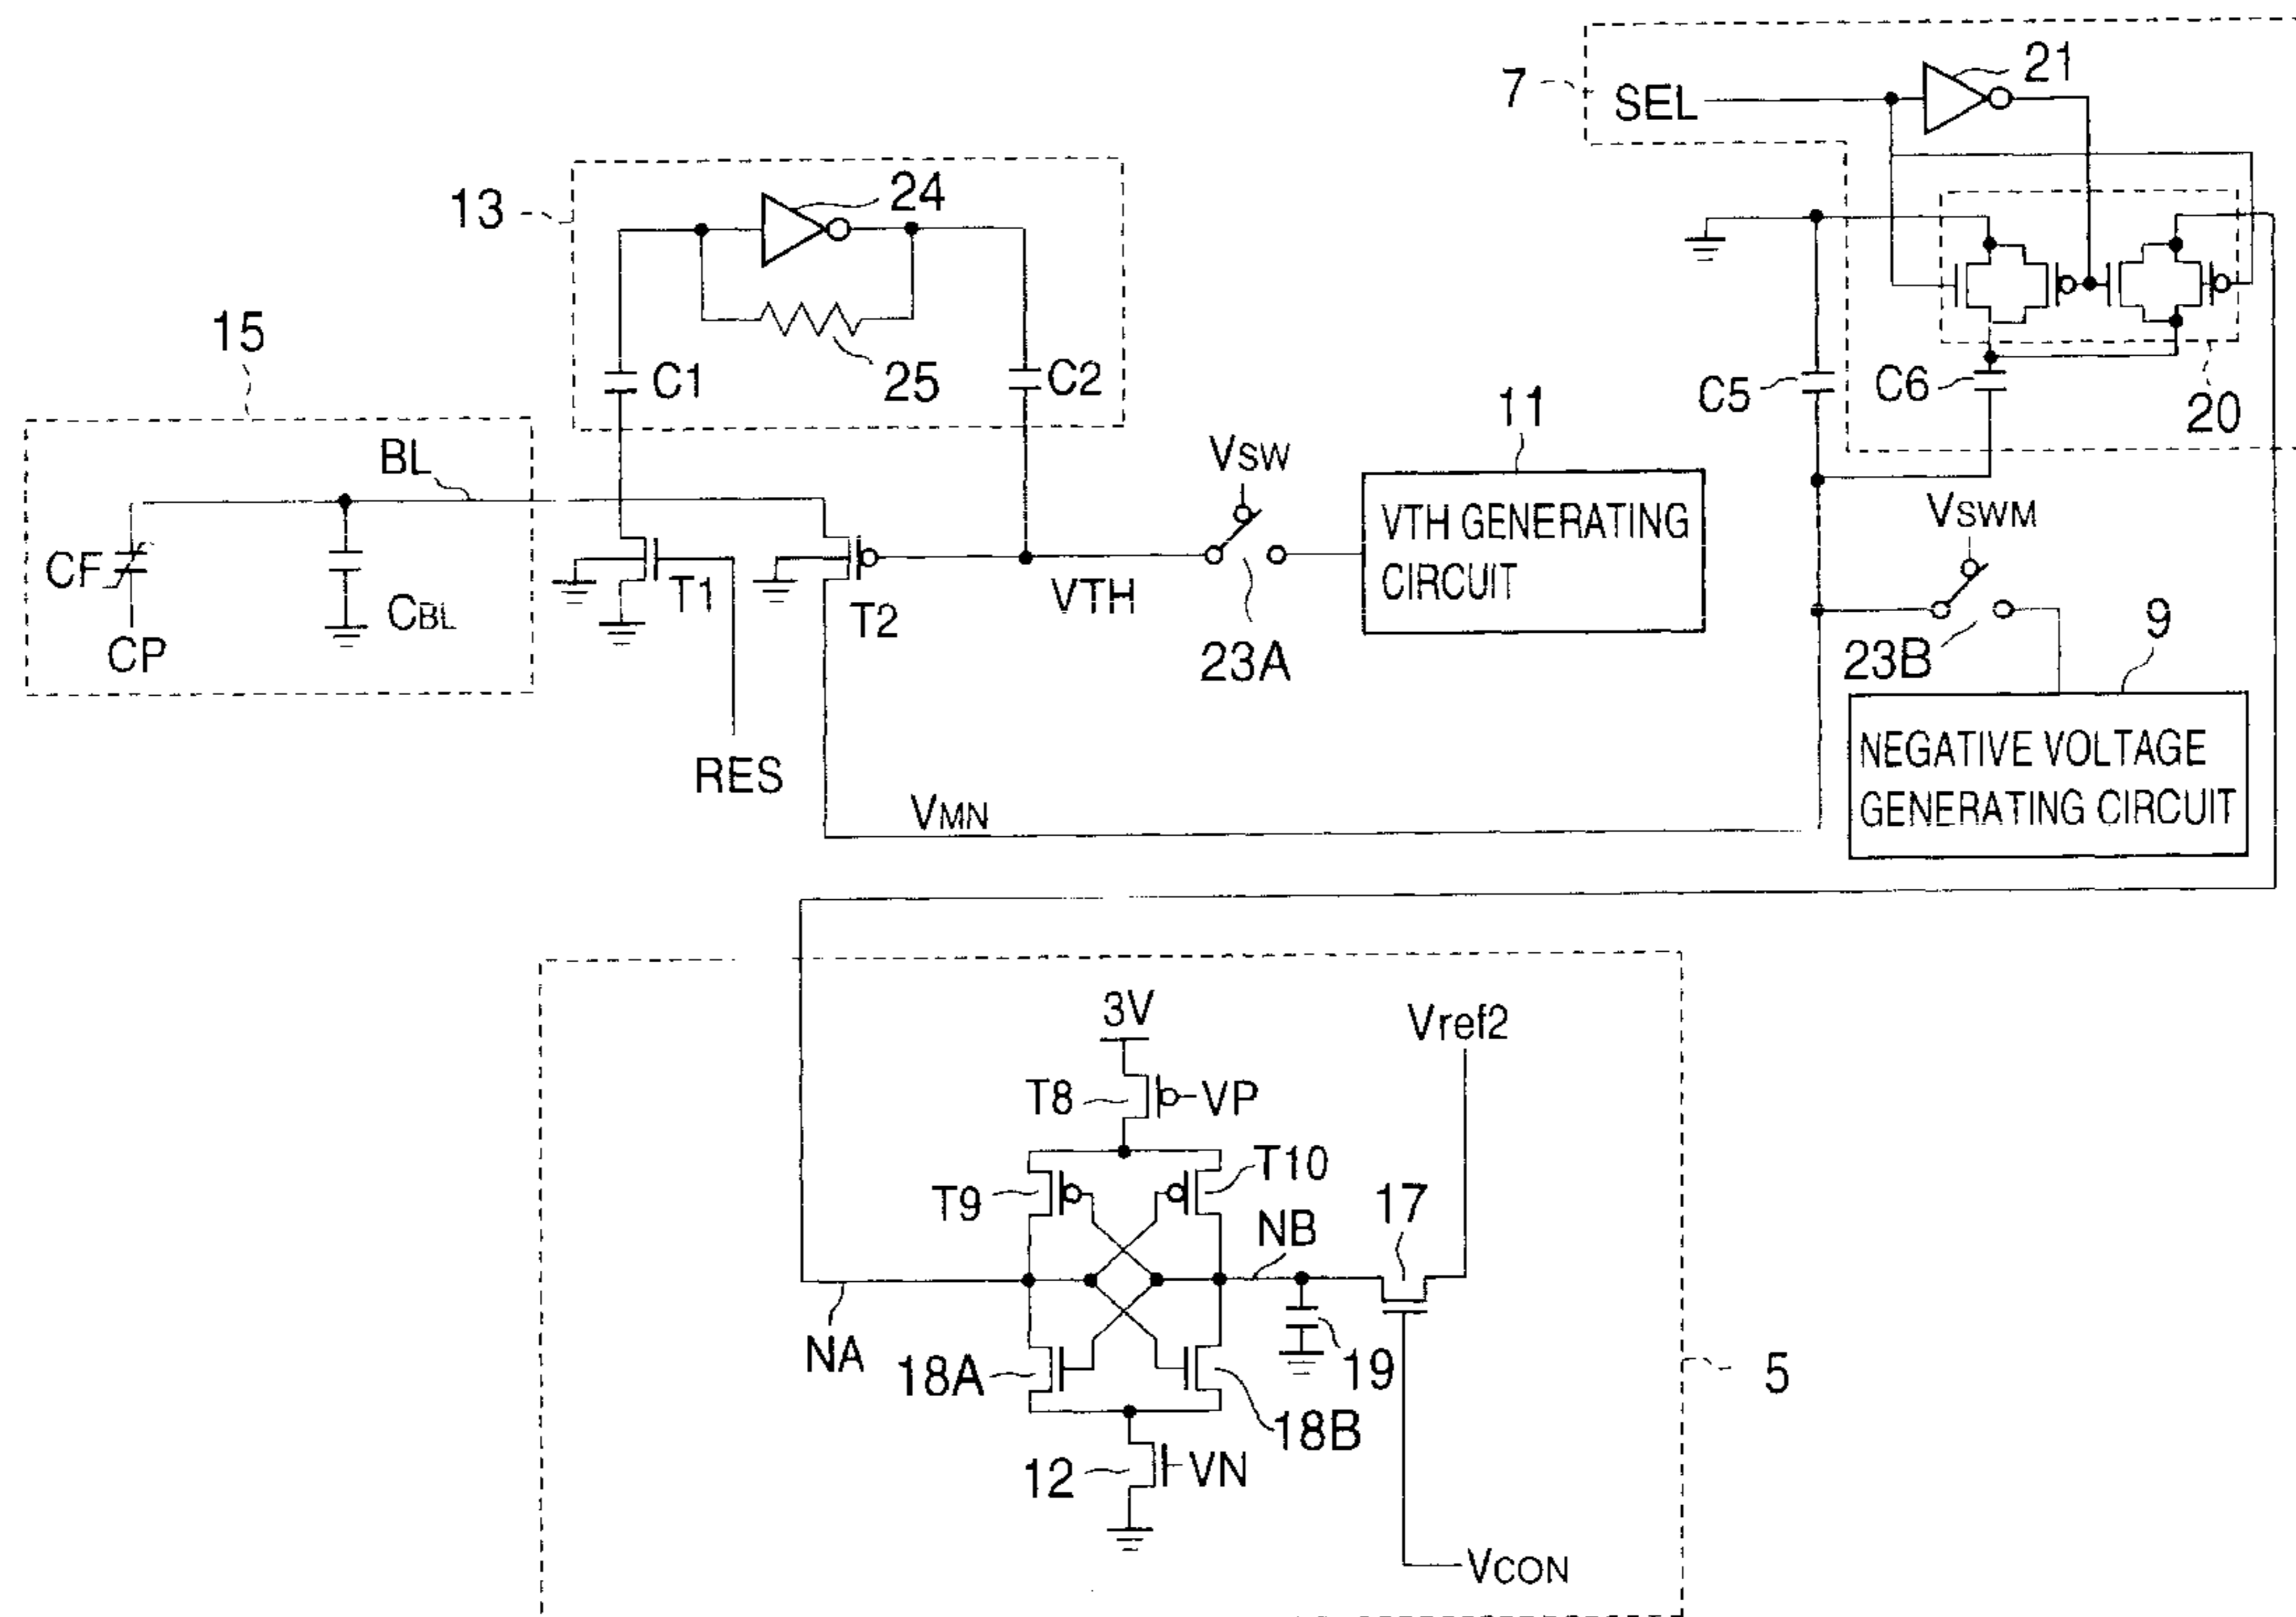 7
SEL
21
13
24
25
C1
C2
C5
C6
20
15
BL
CF
CP
CBL
T1
T2
RES
VTH
VSW
23A
11
VTH GENERATING
CIRCUIT
VSWM
23B
9
NEGATIVE VOLTAGE
GENERATING CIRCUIT
VMN
3V
Vref2
T8
VP
T9
T10
17
NB
NA
18A
18B
19
5
12
VN
VCON